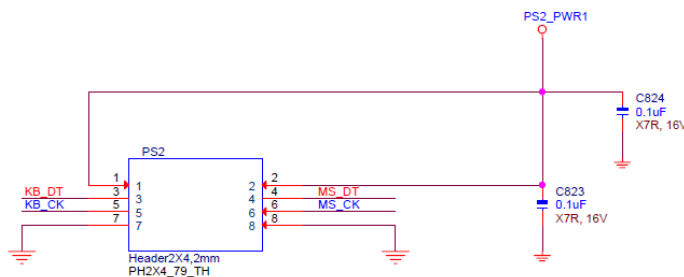 PS2_PWR1
C824
0.1uF
X7R, 16V
PS2
1 1 2 2
KB_DT 3 3 4 4 MS_DT
KB_CK 5 5 6 6 MS_CK
7 7 8 8
C823
0.1uF
X7R, 16V
Header2X4,2mm
PH2X4_79_TH